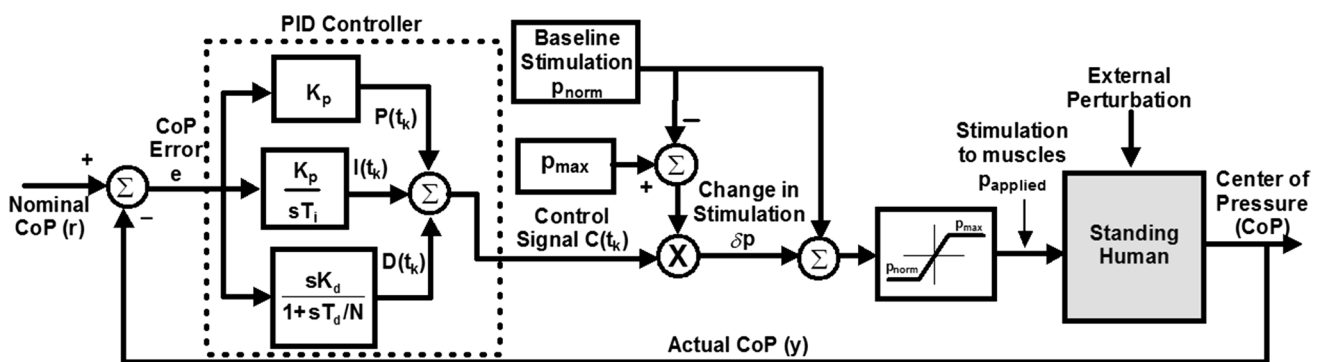 PID Controller
Baseline
Stimulation
p_norm
K_p
P(t_k)
External
Perturbation
CoP
Error
e
+
Σ
Nominal
CoP (r)
−
K_p
sT_i
I(t_k)
Σ
p_max
−
Σ
+
Change in
Stimulation
δp
Control
Signal C(t_k)
X
Σ
Stimulation
to muscles
p_applied
p_max
p_norm
Standing
Human
Center of
Pressure
(CoP)
sK_d
1+sT_d/N
D(t_k)
Actual CoP (y)